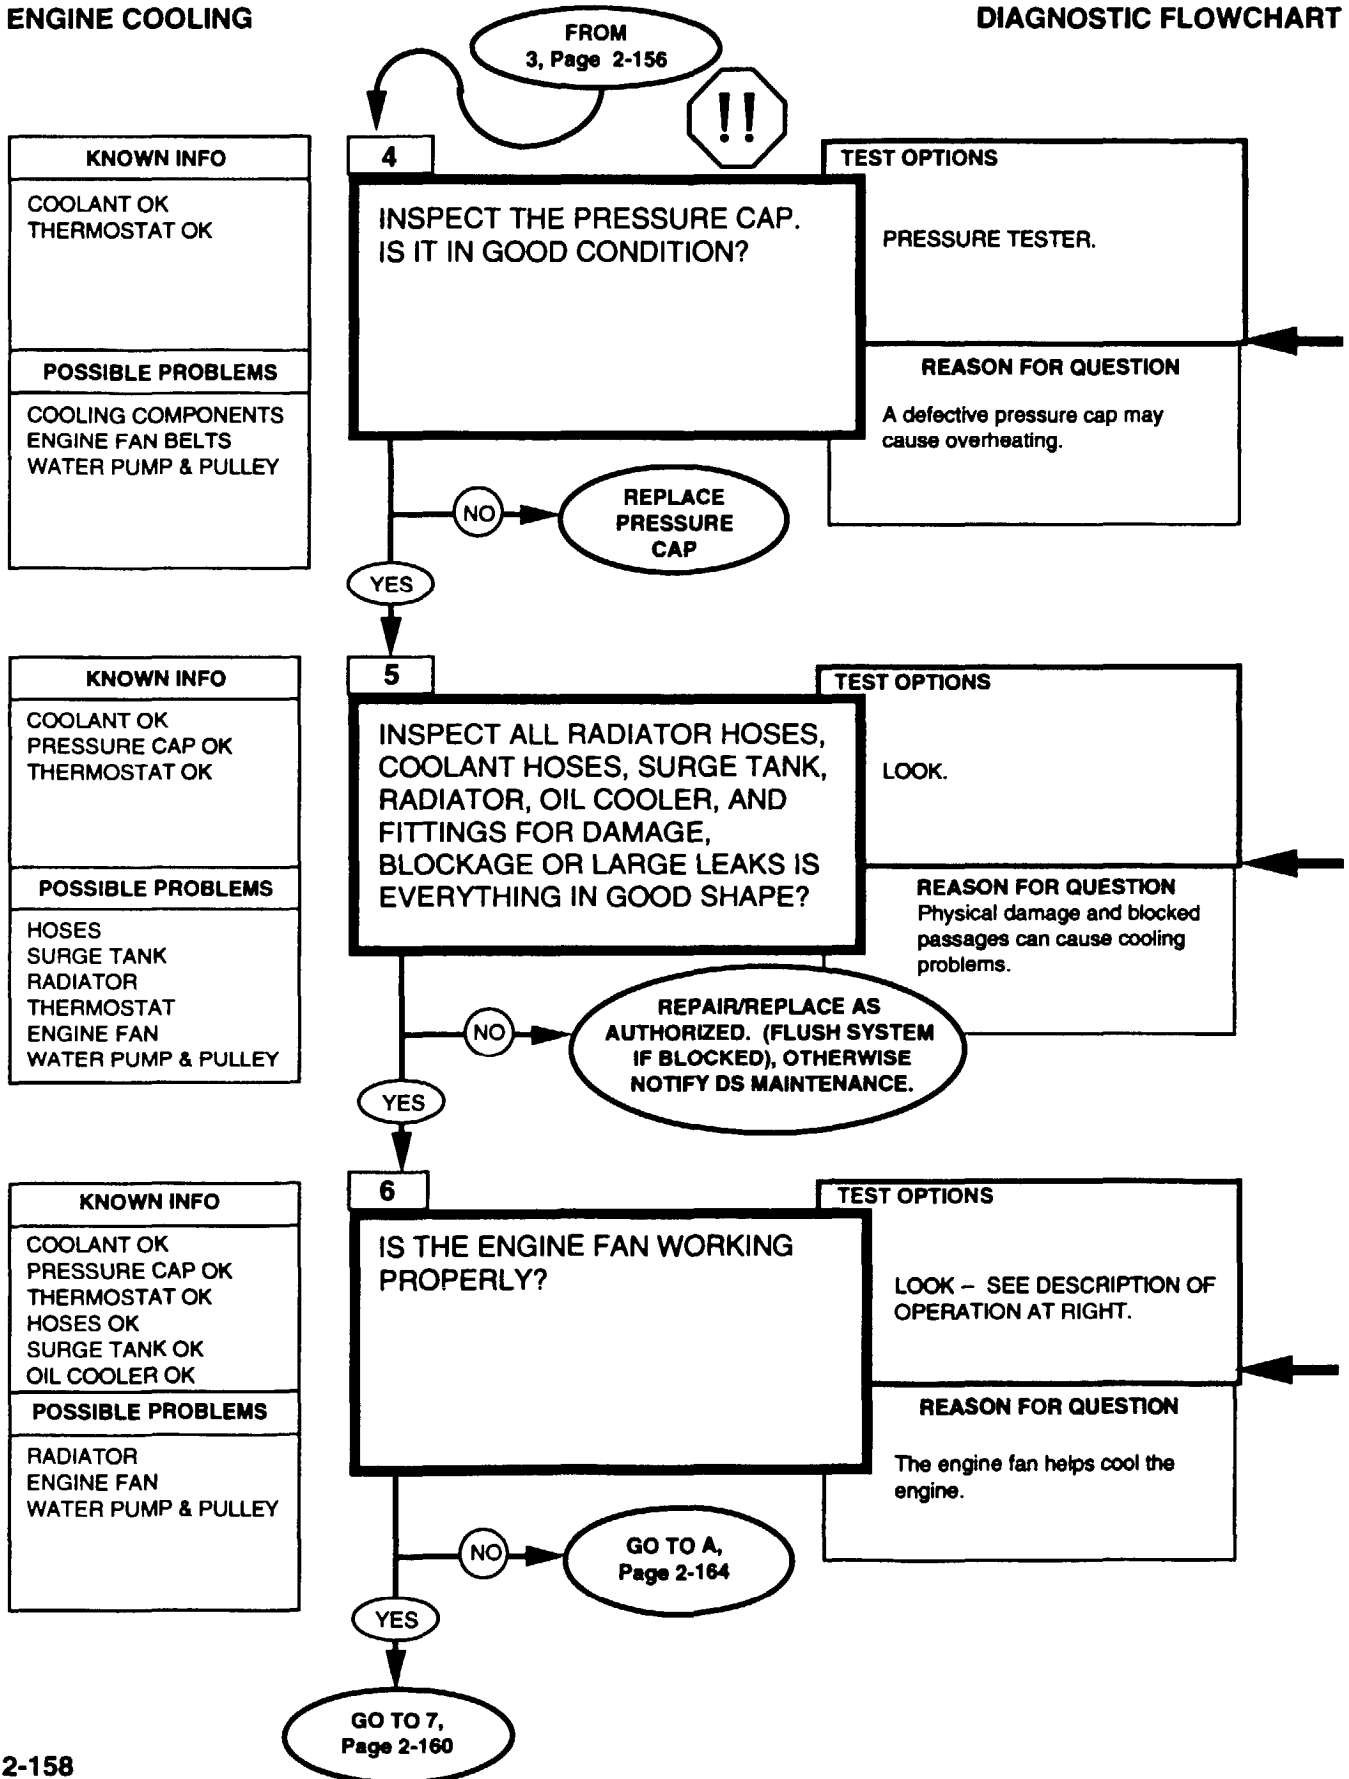 ENGINE COOLING
DIAGNOSTIC FLOWCHART
FROM
3, Page 2-156
!!
KNOWN INFO
COOLANT OK
THERMOSTAT OK
POSSIBLE PROBLEMS
COOLING COMPONENTS
ENGINE FAN BELTS
WATER PUMP & PULLEY
4
INSPECT THE PRESSURE CAP.
IS IT IN GOOD CONDITION?
TEST OPTIONS
PRESSURE TESTER.
REASON FOR QUESTION
A defective pressure cap may
cause overheating.
NO
REPLACE
PRESSURE
CAP
YES
KNOWN INFO
COOLANT OK
PRESSURE CAP OK
THERMOSTAT OK
POSSIBLE PROBLEMS
HOSES
SURGE TANK
RADIATOR
THERMOSTAT
ENGINE FAN
WATER PUMP & PULLEY
5
INSPECT ALL RADIATOR HOSES,
COOLANT HOSES, SURGE TANK,
RADIATOR, OIL COOLER, AND
FITTINGS FOR DAMAGE,
BLOCKAGE OR LARGE LEAKS IS
EVERYTHING IN GOOD SHAPE?
TEST OPTIONS
LOOK.
REASON FOR QUESTION
Physical damage and blocked
passages can cause cooling
problems.
NO
REPAIR/REPLACE AS
AUTHORIZED. (FLUSH SYSTEM
IF BLOCKED), OTHERWISE
NOTIFY DS MAINTENANCE.
YES
KNOWN INFO
COOLANT OK
PRESSURE CAP OK
THERMOSTAT OK
HOSES OK
SURGE TANK OK
OIL COOLER OK
POSSIBLE PROBLEMS
RADIATOR
ENGINE FAN
WATER PUMP & PULLEY
6
IS THE ENGINE FAN WORKING
PROPERLY?
TEST OPTIONS
LOOK – SEE DESCRIPTION OF
OPERATION AT RIGHT.
REASON FOR QUESTION
The engine fan helps cool the
engine.
NO
GO TO A,
Page 2-164
YES
GO TO 7,
Page 2-160
2-158